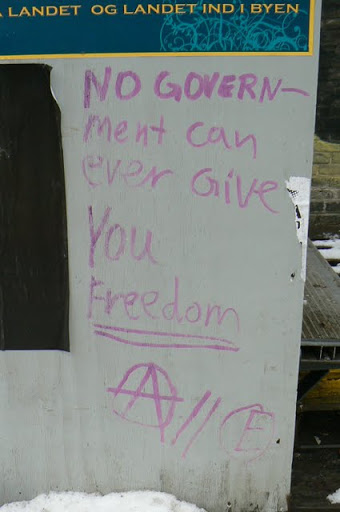 LANDET OG LANDET IND I BYEN
NO GOVERN-
ment can
ever Give
You
Freedom
A//E